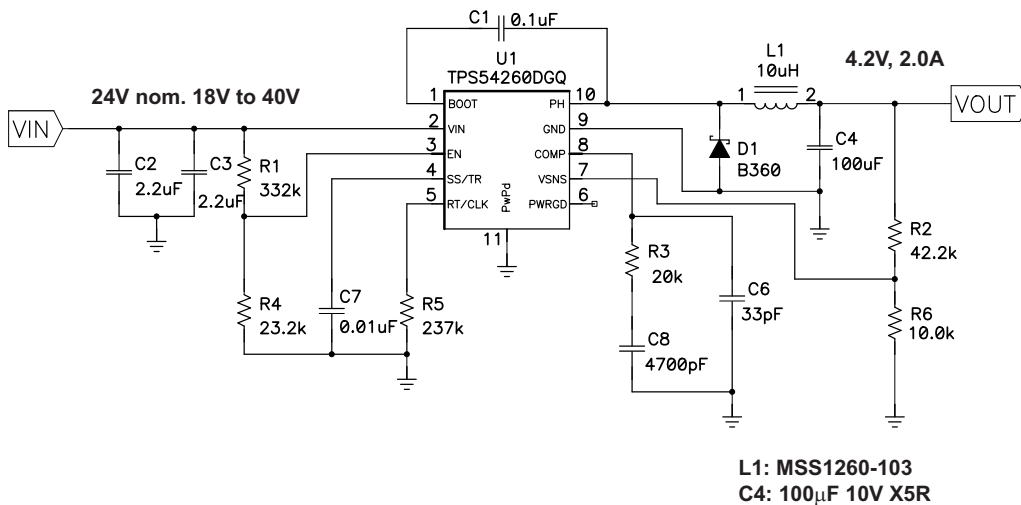 C1
0.1uF
U1
TPS54260DGQ
L1
10uH
4.2V, 2.0A
24V nom. 18V to 40V
VIN
VOUT
1 BOOT PH 10
2 VIN GND 9
3 EN COMP 8
4 SS/TR VSNS 7
5 RT/CLK PWRGD 6
PwPd
11
1 2
C2
2.2uF
C3
2.2uF
R1
332k
D1
B360
C4
100uF
R2
42.2k
R3
20k
R4
23.2k
C7
0.01uF
R5
237k
C6
33pF
R6
10.0k
C8
4700pF
L1: MSS1260-103
C4: 100µF 10V X5R